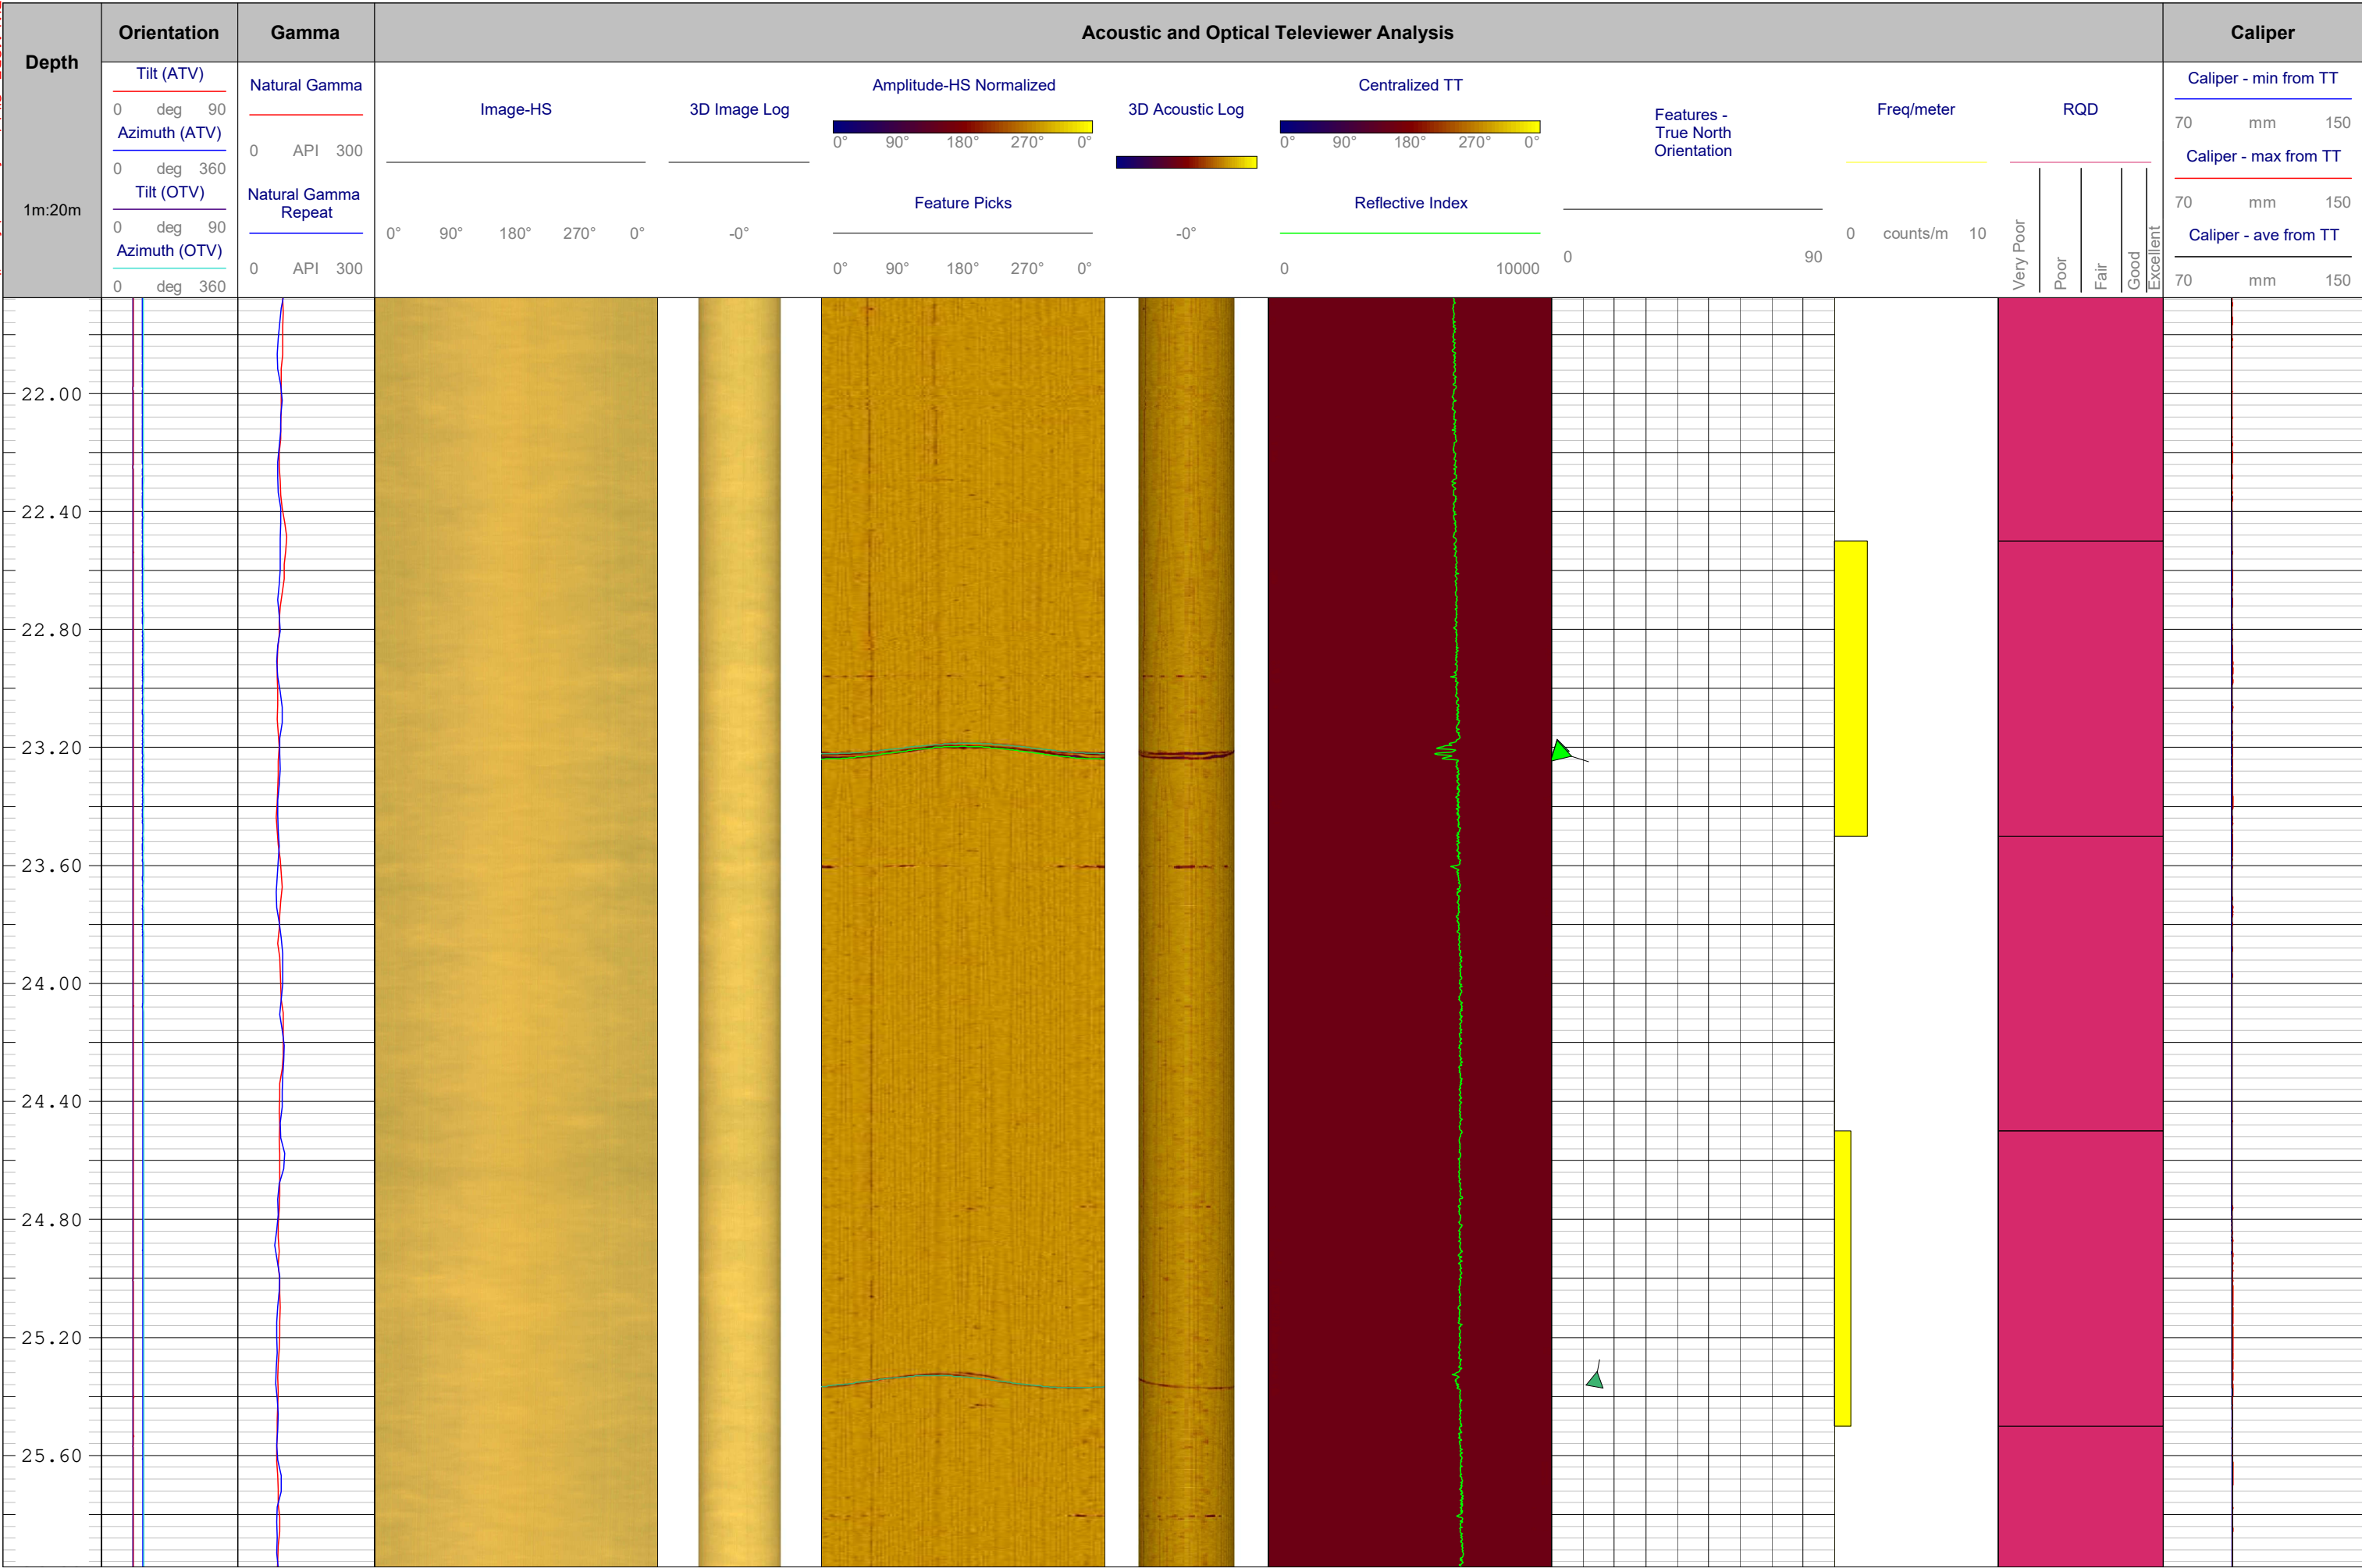 Depth
Orientation
Gamma
Acoustic and Optical Televiewer Analysis
Caliper
1m:20m
Tilt (ATV)
0 deg 90
Azimuth (ATV)
0 deg 360
Tilt (OTV)
0 deg 90
Azimuth (OTV)
0 deg 360
Natural Gamma
0 API 300
Natural Gamma
Repeat
0 API 300
Image-HS
0° 90° 180° 270° 0°
3D Image Log
-0°
Amplitude-HS Normalized
0° 90° 180° 270° 0°
Feature Picks
0° 90° 180° 270° 0°
3D Acoustic Log
-0°
Centralized TT
0° 90° 180° 270° 0°
Reflective Index
0 10000
Features -
True North
Orientation
0 90
Freq/meter
0 counts/m 10
RQD
Very Poor
Poor
Fair
Good
Excellent
Caliper - min from TT
70 mm 150
Caliper - max from TT
70 mm 150
Caliper - ave from TT
70 mm 150
22.00
22.40
22.80
23.20
23.60
24.00
24.40
24.80
25.20
25.60